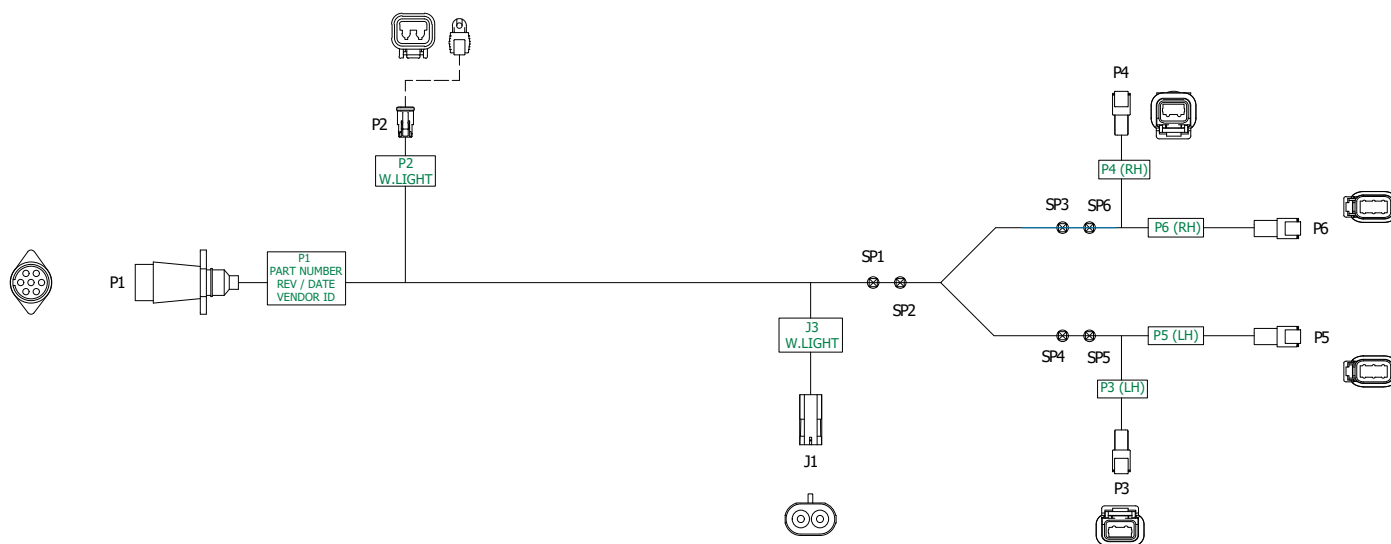 P4
P2
P2
W.LIGHT
P4 (RH)
SP3
SP6
P6 (RH)
P6
P1
P1
PART NUMBER
REV / DATE
VENDOR ID
SP1
SP2
J3
W.LIGHT
SP4
SP5
P5 (LH)
P5
P3 (LH)
J1
P3